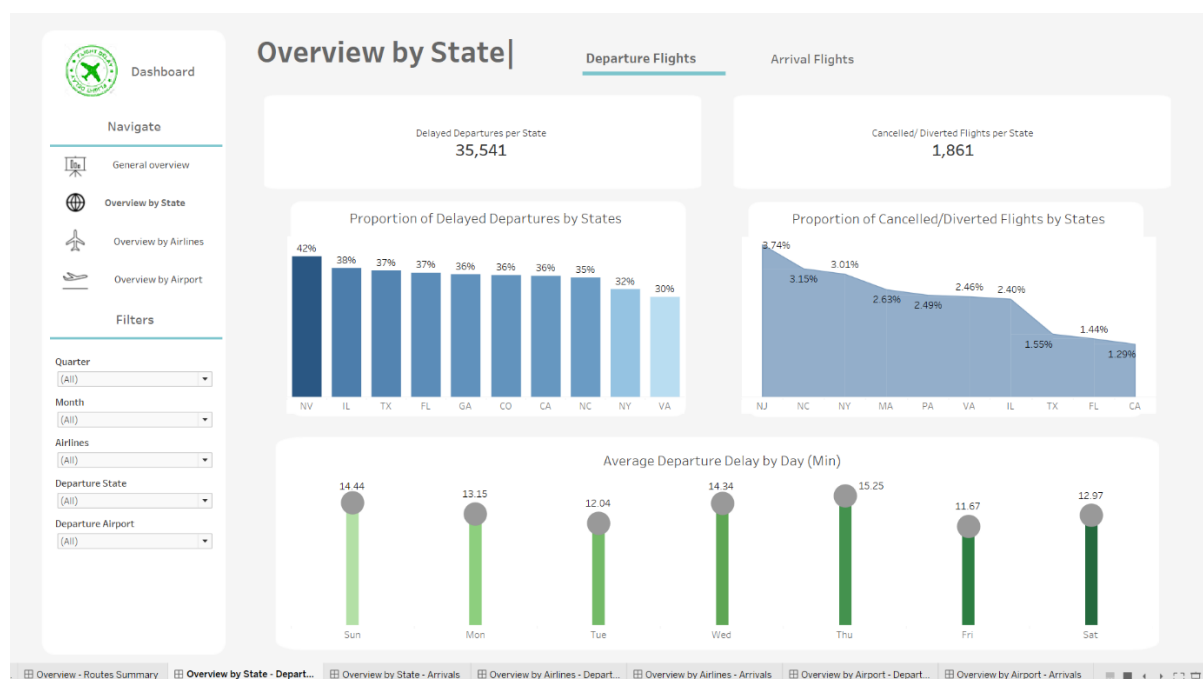 FLIGHT DELAY
Dashboard
Navigate
General overview
Overview by State
Overview by Airlines
Overview by Airport
Filters
Quarter
(All)
Month
(All)
Airlines
(All)
Departure State
(All)
Departure Airport
(All)
Overview by State|
Departure Flights
Arrival Flights
Delayed Departures per State
35,541
Cancelled/ Diverted Flights per State
1,861
Proportion of Delayed Departures by States
42%
38%
37%
37%
36%
36%
36%
35%
32%
30%
NV
IL
TX
FL
GA
CO
CA
NC
NY
VA
Proportion of Cancelled/Diverted Flights by States
3.74%
3.15%
3.01%
2.63%
2.49%
2.46%
2.40%
1.55%
1.44%
1.29%
NJ
NC
NY
MA
PA
VA
IL
TX
FL
CA
Average Departure Delay by Day (Min)
14.44
13.15
12.04
14.34
15.25
11.67
12.97
Sun
Mon
Tue
Wed
Thu
Fri
Sat
Overview - Routes Summary
Overview by State - Depart...
Overview by State - Arrivals
Overview by Airlines - Depart...
Overview by Airlines - Arrivals
Overview by Airport - Depart...
Overview by Airport - Arrivals